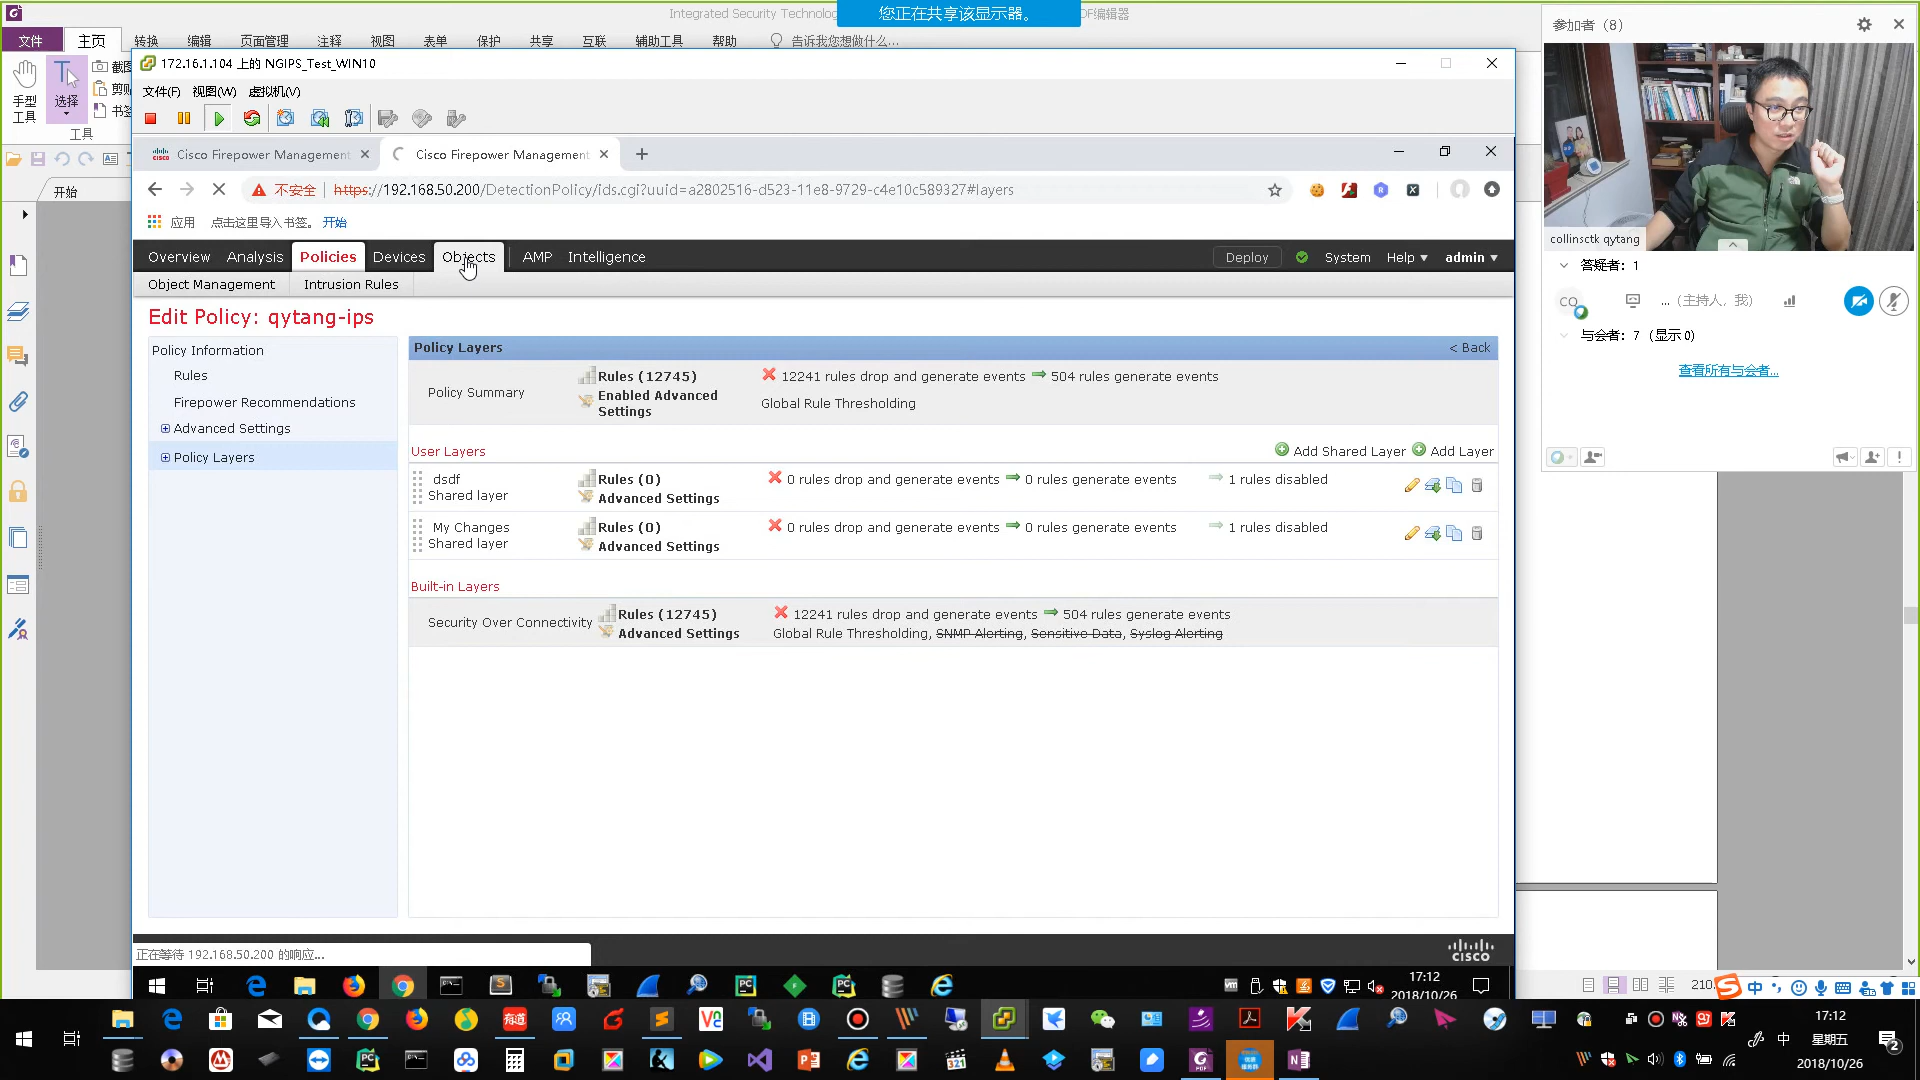 Integrated Security Technolog
您正在共享该显示器。
DF编辑器
文件 主页 转换 编辑 页面管理 注释 视图 表单 保护 共享 互联 辅助工具 帮助 告诉我您想做什么...
手型工具
选择
截图
剪贴
书签
工具
开始
172.16.1.104 上的 NGIPS_Test_WIN10
文件(F) 视图(W) 虚拟机(V)
Cisco Firepower Management
Cisco Firepower Management
不安全 https://192.168.50.200/DetectionPolicy/ids.cgi?uuid=a2802516-d523-11e8-9729-c4e10c589327#layers
应用 点击这里导入书签。 开始
Overview Analysis Policies Devices Objects AMP Intelligence Deploy System Help ▼ admin ▼
Object Management Intrusion Rules
Edit Policy: qytang-ips
Policy Information
Rules
Firepower Recommendations
Advanced Settings
Policy Layers
Policy Layers < Back
Policy Summary
Rules (12745)
12241 rules drop and generate events 504 rules generate events
Enabled Advanced Settings
Global Rule Thresholding
User Layers Add Shared Layer Add Layer
dsdf
Shared layer
Rules (0)
Advanced Settings
0 rules drop and generate events 0 rules generate events 1 rules disabled
My Changes
Shared layer
Rules (0)
Advanced Settings
0 rules drop and generate events 0 rules generate events 1 rules disabled
Built-in Layers
Security Over Connectivity
Rules (12745)
Advanced Settings
12241 rules drop and generate events 504 rules generate events
Global Rule Thresholding, SNMP Alerting, Sensitive Data, Syslog Alerting
正在等待 192.168.50.200 的响应...
cisco
17:12
2018/10/26
参加者（8）
collinsctk qytang
答疑者：1
CQ ... （主持人，我）
与会者：7（显示 0）
查看所有与会者...
210.
中
17:12
星期五
2018/10/26
中
2